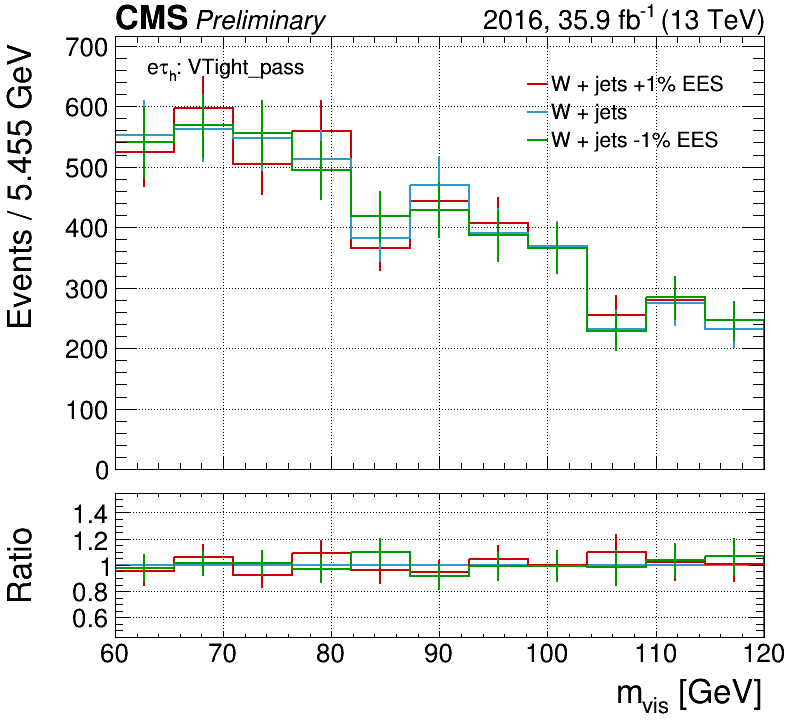 CMS Preliminary 2016, 35.9 fb⁻¹ (13 TeV)
eτₕ: VTight_pass
W + jets +1% EES
W + jets
W + jets -1% EES
Events / 5.455 GeV
700
600
500
400
300
200
100
0
Ratio
1.4
1.2
1
0.8
0.6
60 70 80 90 100 110 120
m_vis [GeV]